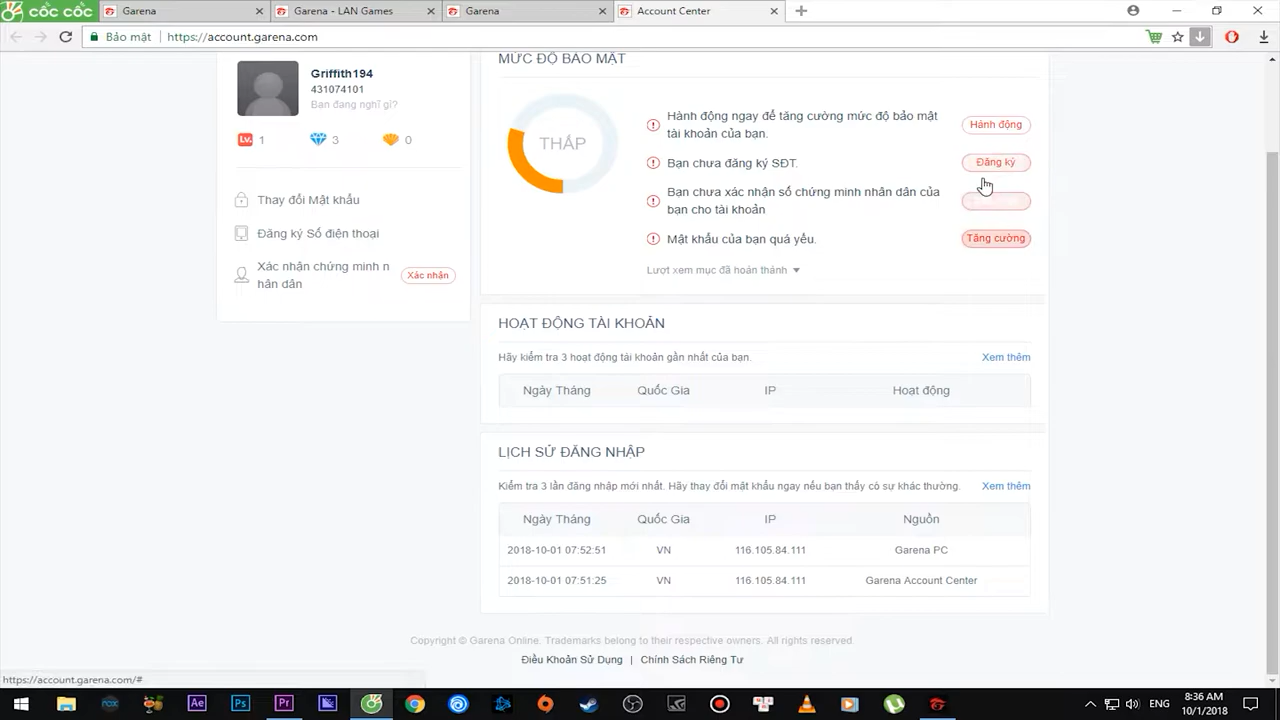 CỐC CỐC
Garena
Garena - LAN Games
Garena
Account Center
Bảo mật
https://account.garena.com
MỨC ĐỘ BẢO MẬT
Griffith194
431074101
Bạn đang nghĩ gì?
Lv. 1
3
0
THẤP
Hành động ngay để tăng cường mức độ bảo mật
tài khoản của bạn.
Hành động
Bạn chưa đăng ký SĐT.
Đăng ký
Bạn chưa xác nhận số chứng minh nhân dân của
bạn cho tài khoản
Mật khẩu của bạn quá yếu.
Tăng cường
Lượt xem mục đã hoàn thành
Thay đổi Mật khẩu
Đăng ký Số điện thoại
Xác nhận chứng minh n
hân dân
Xác nhận
HOẠT ĐỘNG TÀI KHOẢN
Hãy kiểm tra 3 hoạt động tài khoản gần nhất của bạn.
Xem thêm
Ngày Tháng Quốc Gia IP Hoạt động
LỊCH SỬ ĐĂNG NHẬP
Kiểm tra 3 lần đăng nhập mới nhất. Hãy thay đổi mật khẩu ngay nếu bạn thấy có sự khác thường.
Xem thêm
Ngày Tháng Quốc Gia IP Nguồn
2018-10-01 07:52:51 VN 116.105.84.111 Garena PC
2018-10-01 07:51:25 VN 116.105.84.111 Garena Account Center
Copyright © Garena Online. Trademarks belong to their respective owners. All rights reserved.
Điều Khoản Sử Dụng | Chính Sách Riêng Tư
https://account.garena.com/#
Ae
Ps
Pr
ENG
8:36 AM
10/1/2018